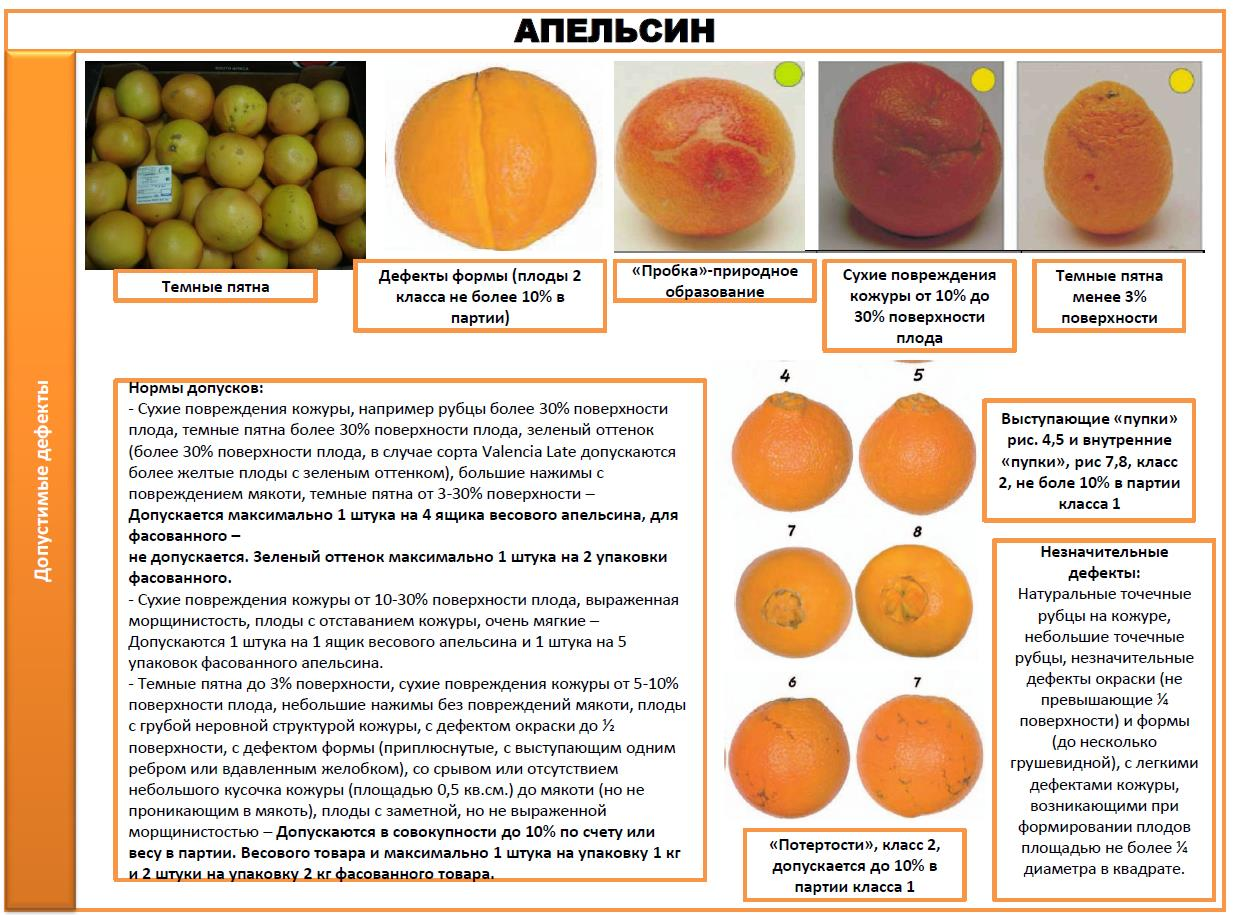 АПЕЛЬСИН
Допустимые дефекты
Темные пятна
Дефекты формы (плоды 2
класса не более 10% в
партии)
«Пробка»-природное
образование
Сухие повреждения
кожуры от 10% до
30% поверхности
плода
Темные пятна
менее 3%
поверхности
Нормы допусков:
- Сухие повреждения кожуры, например рубцы более 30% поверхности
плода, темные пятна более 30% поверхности плода, зеленый оттенок
(более 30% поверхности плода, в случае сорта Valencia Late допускаются
более желтые плоды с зеленым оттенком), большие нажимы с
повреждением мякоти, темные пятна от 3-30% поверхности –
Допускается максимально 1 штука на 4 ящика весового апельсина, для
фасованного –
не допускается. Зеленый оттенок максимально 1 штука на 2 упаковки
фасованного.
- Сухие повреждения кожуры от 10-30% поверхности плода, выраженная
морщинистость, плоды с отставанием кожуры, очень мягкие –
Допускаются 1 штука на 1 ящик весового апельсина и 1 штука на 5
упаковок фасованного апельсина.
- Темные пятна до 3% поверхности, сухие повреждения кожуры от 5-10%
поверхности плода, небольшие нажимы без повреждений мякоти, плоды
с грубой неровной структурой кожуры, с дефектом окраски до ½
поверхности, с дефектом формы (приплюснутые, с выступающим одним
ребром или вдавленным желобком), со срывом или отсутствием
небольшого кусочка кожуры (площадью 0,5 кв.см.) до мякоти (но не
проникающим в мякоть), плоды с заметной, но не выраженной
морщинистостью – Допускаются в совокупности до 10% по счету или
весу в партии. Весового товара и максимально 1 штука на упаковку 1 кг
и 2 штуки на упаковку 2 кг фасованного товара.
4 5
7 8
6 7
«Потертости», класс 2,
допускается до 10% в
партии класса 1
Выступающие «пупки»
рис. 4,5 и внутренние
«пупки», рис 7,8, класс
2, не боле 10% в партии
класса 1
Незначительные
дефекты:
Натуральные точечные
рубцы на кожуре,
небольшие точечные
рубцы, незначительные
дефекты окраски (не
превышающие ¼
поверхности) и формы
(до несколько
грушевидной), с легкими
дефектами кожуры,
возникающими при
формировании плодов
площадью не более ¼
диаметра в квадрате.